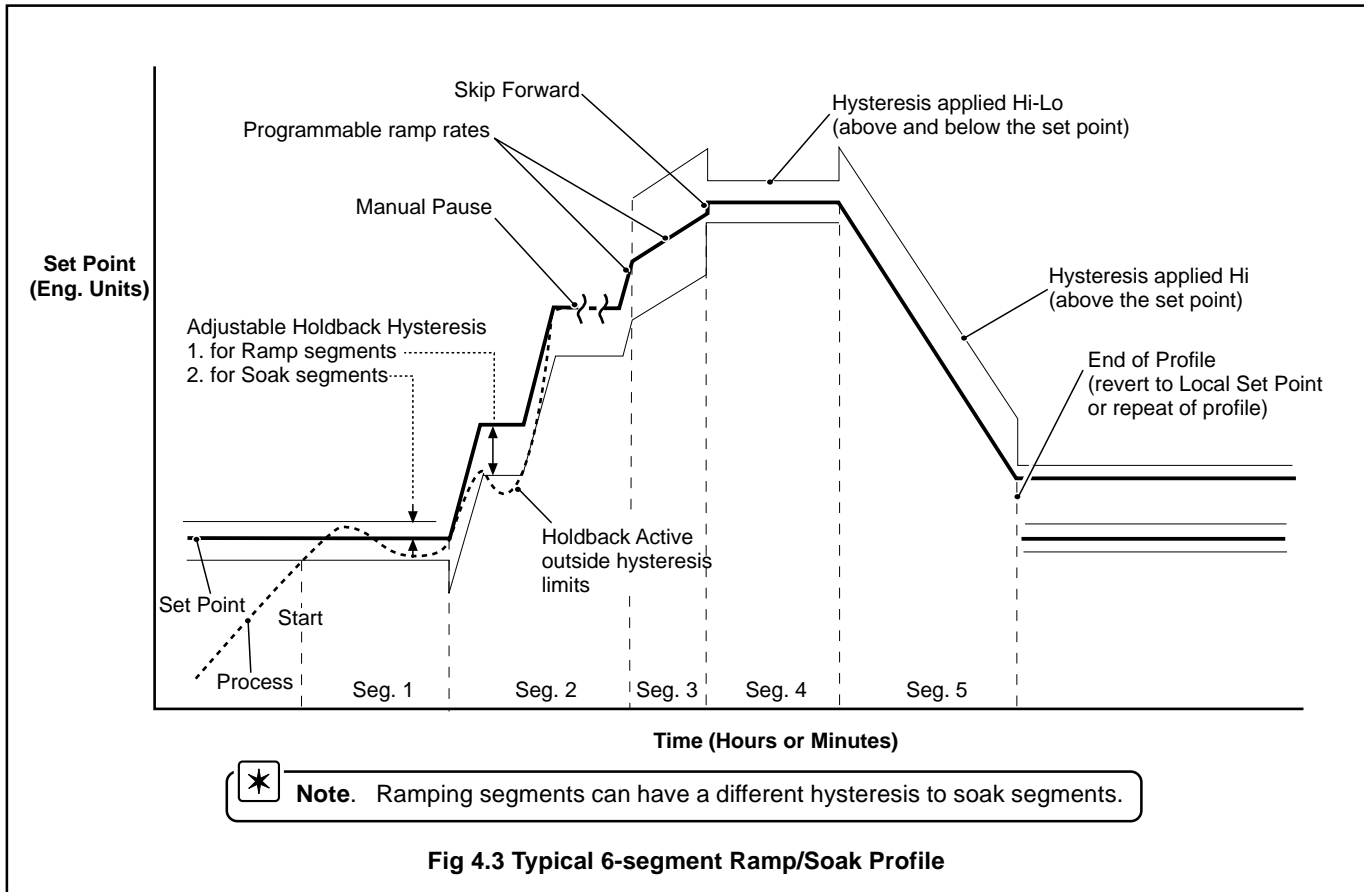 Skip Forward
Hysteresis applied Hi-Lo
(above and below the set point)
Programmable ramp rates
Manual Pause
Set Point
(Eng. Units)
Hysteresis applied Hi
(above the set point)
Adjustable Holdback Hysteresis
1. for Ramp segments
2. for Soak segments
End of Profile
(revert to Local Set Point
or repeat of profile)
Holdback Active
outside hysteresis
limits
Set Point
Start
Process
Seg. 1
Seg. 2
Seg. 3
Seg. 4
Seg. 5
Time (Hours or Minutes)
Note. Ramping segments can have a different hysteresis to soak segments.
Fig 4.3 Typical 6-segment Ramp/Soak Profile